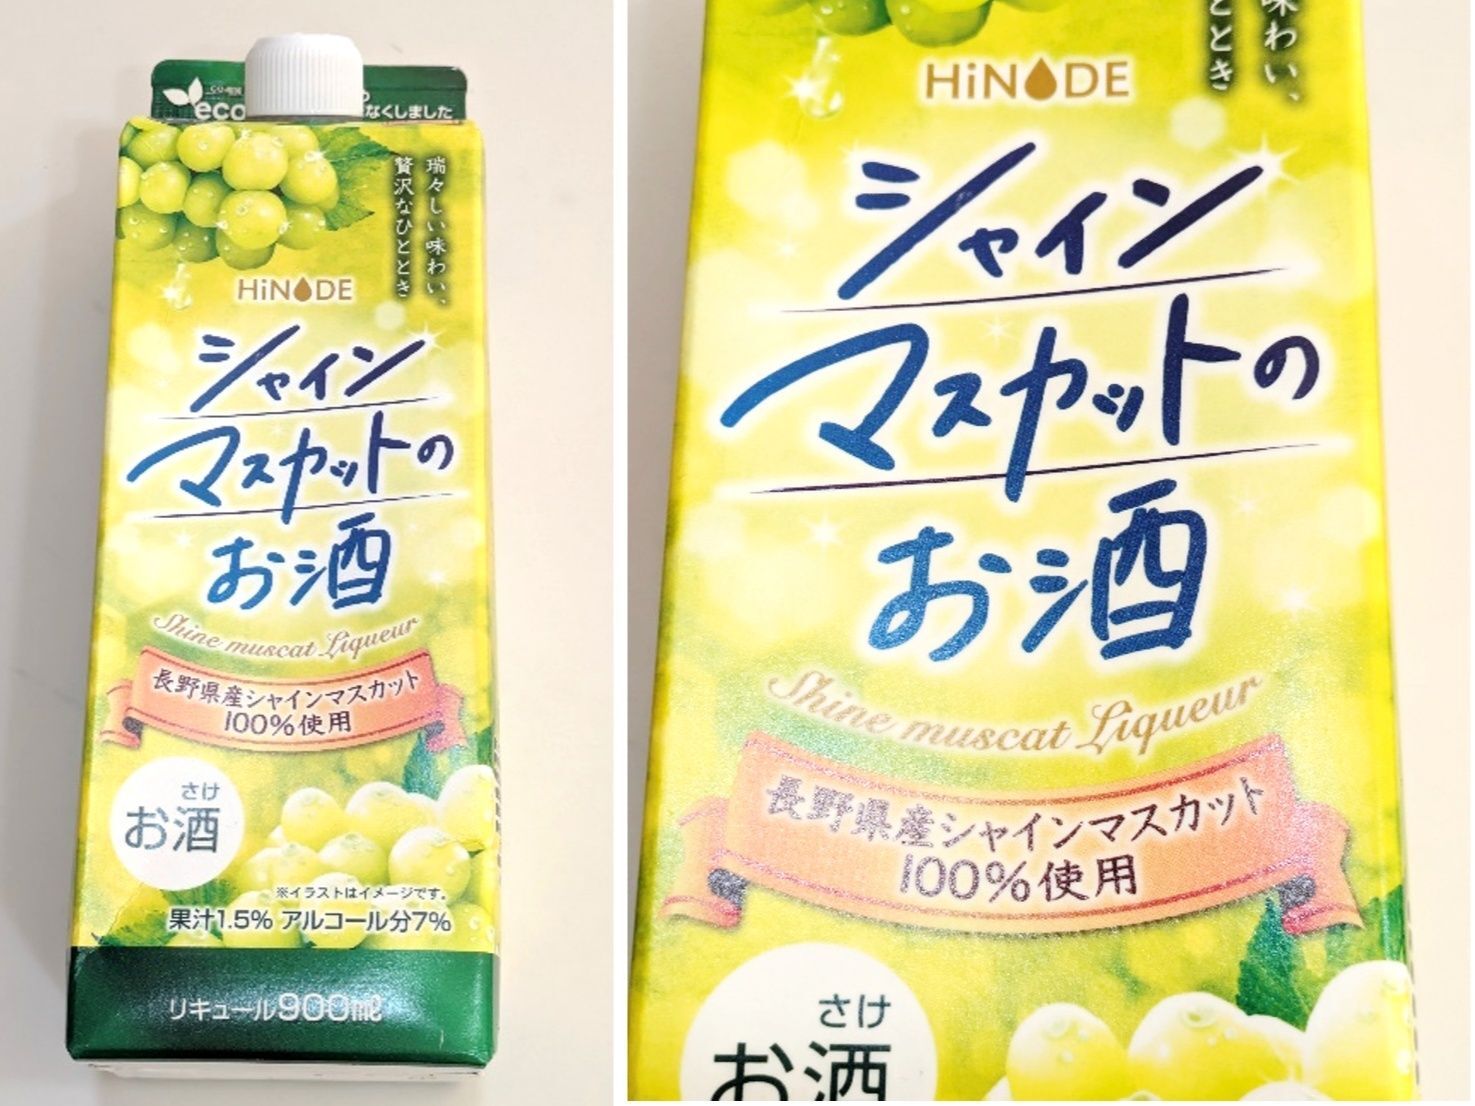 eco
なくしました
瑞々しい味わい、
贅沢なひととき
HiNODE
シャイン
マスカットの
お酒
Shine muscat Liqueur
長野県産シャインマスカット
100%使用
さけ
お酒
※イラストはイメージです。
果汁1.5% アルコール分7%
リキュール900mℓ
味わい、
とき
HiNODE
シャイン
マスカットの
お酒
Shine muscat Liqueur
長野県産シャインマスカット
100%使用
さけ
お酒